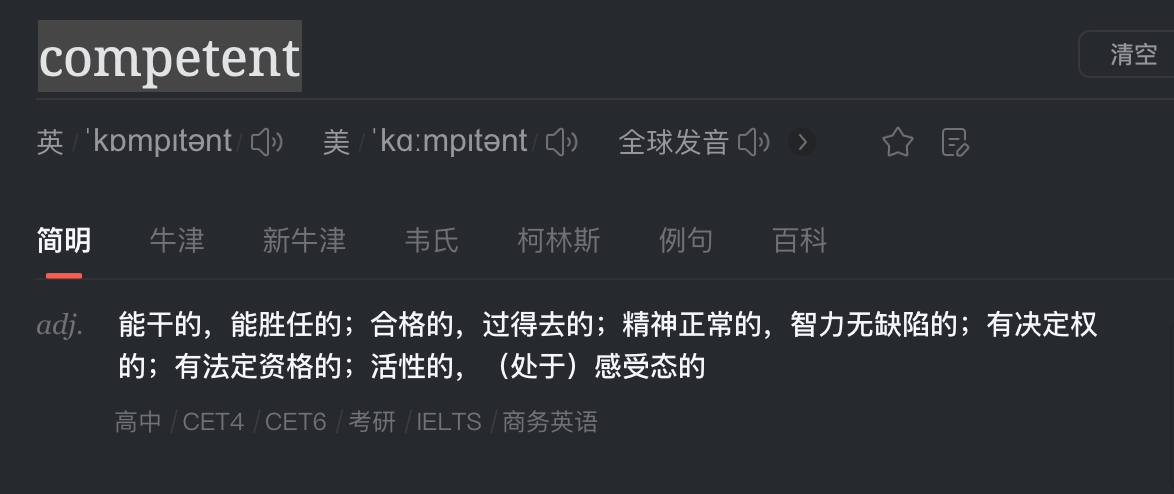 competent
清空
英 / ˈkɒmpɪtənt / 美 / ˈkɑːmpɪtənt / 全球发音
简明 牛津 新牛津 韦氏 柯林斯 例句 百科
adj. 能干的，能胜任的；合格的，过得去的；精神正常的，智力无缺陷的；有决定权
的；有法定资格的；活性的，（处于）感受态的
高中 / CET4 / CET6 / 考研 / IELTS / 商务英语